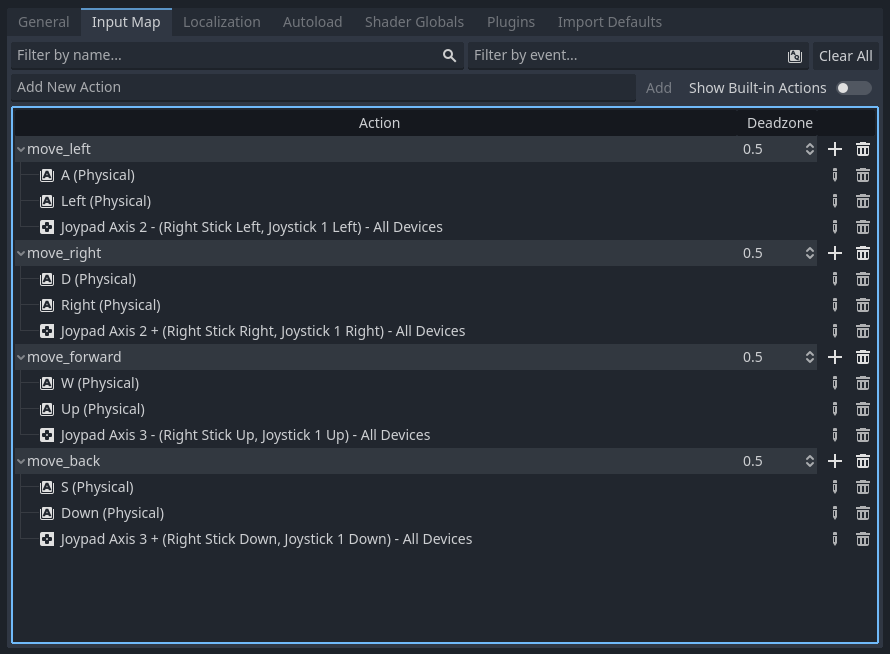 General Input Map Localization Autoload Shader Globals Plugins Import Defaults
Filter by name... Filter by event... Clear All
Add New Action Add Show Built-in Actions
Action Deadzone
move_left 0.5
A (Physical)
Left (Physical)
Joypad Axis 2 - (Right Stick Left, Joystick 1 Left) - All Devices
move_right 0.5
D (Physical)
Right (Physical)
Joypad Axis 2 + (Right Stick Right, Joystick 1 Right) - All Devices
move_forward 0.5
W (Physical)
Up (Physical)
Joypad Axis 3 - (Right Stick Up, Joystick 1 Up) - All Devices
move_back 0.5
S (Physical)
Down (Physical)
Joypad Axis 3 + (Right Stick Down, Joystick 1 Down) - All Devices